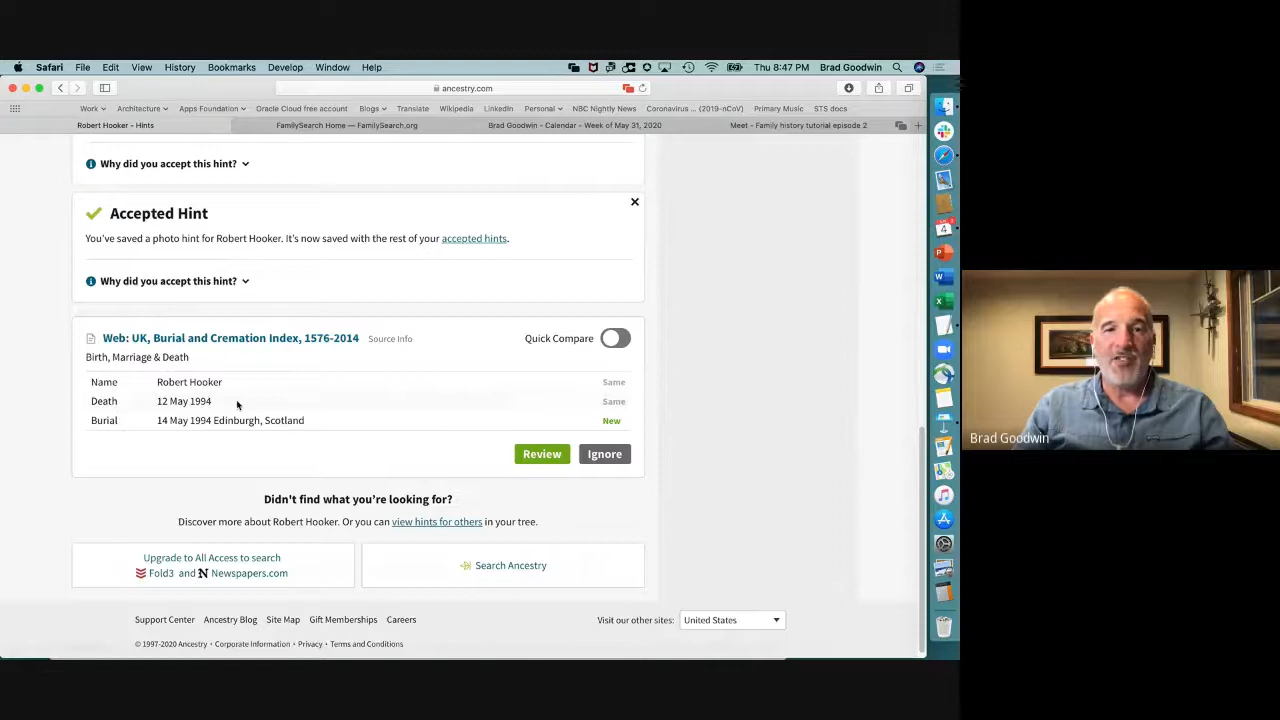 Safari File Edit View History Bookmarks Develop Window Help Thu 8:47 PM Brad Goodwin
ancestry.com
Work Architecture Apps Foundation Oracle Cloud free account Blogs Translate Wikipedia LinkedIn Personal NBC Nightly News Coronavirus ... (2019-nCoV) Primary Music STS docs
Robert Hooker - Hints FamilySearch Home — FamilySearch.org Brad Goodwin - Calendar - Week of May 31, 2020 Meet - Family history tutorial episode 2
Why did you accept this hint?
Accepted Hint
You've saved a photo hint for Robert Hooker. It's now saved with the rest of your accepted hints.
Why did you accept this hint?
Web: UK, Burial and Cremation Index, 1576-2014 Source Info Quick Compare
Birth, Marriage & Death
Name Robert Hooker Same
Death 12 May 1994 Same
Burial 14 May 1994 Edinburgh, Scotland New
Review Ignore
Didn't find what you're looking for?
Discover more about Robert Hooker. Or you can view hints for others in your tree.
Upgrade to All Access to search
Fold3 and Newspapers.com
Search Ancestry
Support Center Ancestry Blog Site Map Gift Memberships Careers Visit our other sites: United States
© 1997-2020 Ancestry • Corporate Information • Privacy • Terms and Conditions
Brad Goodwin